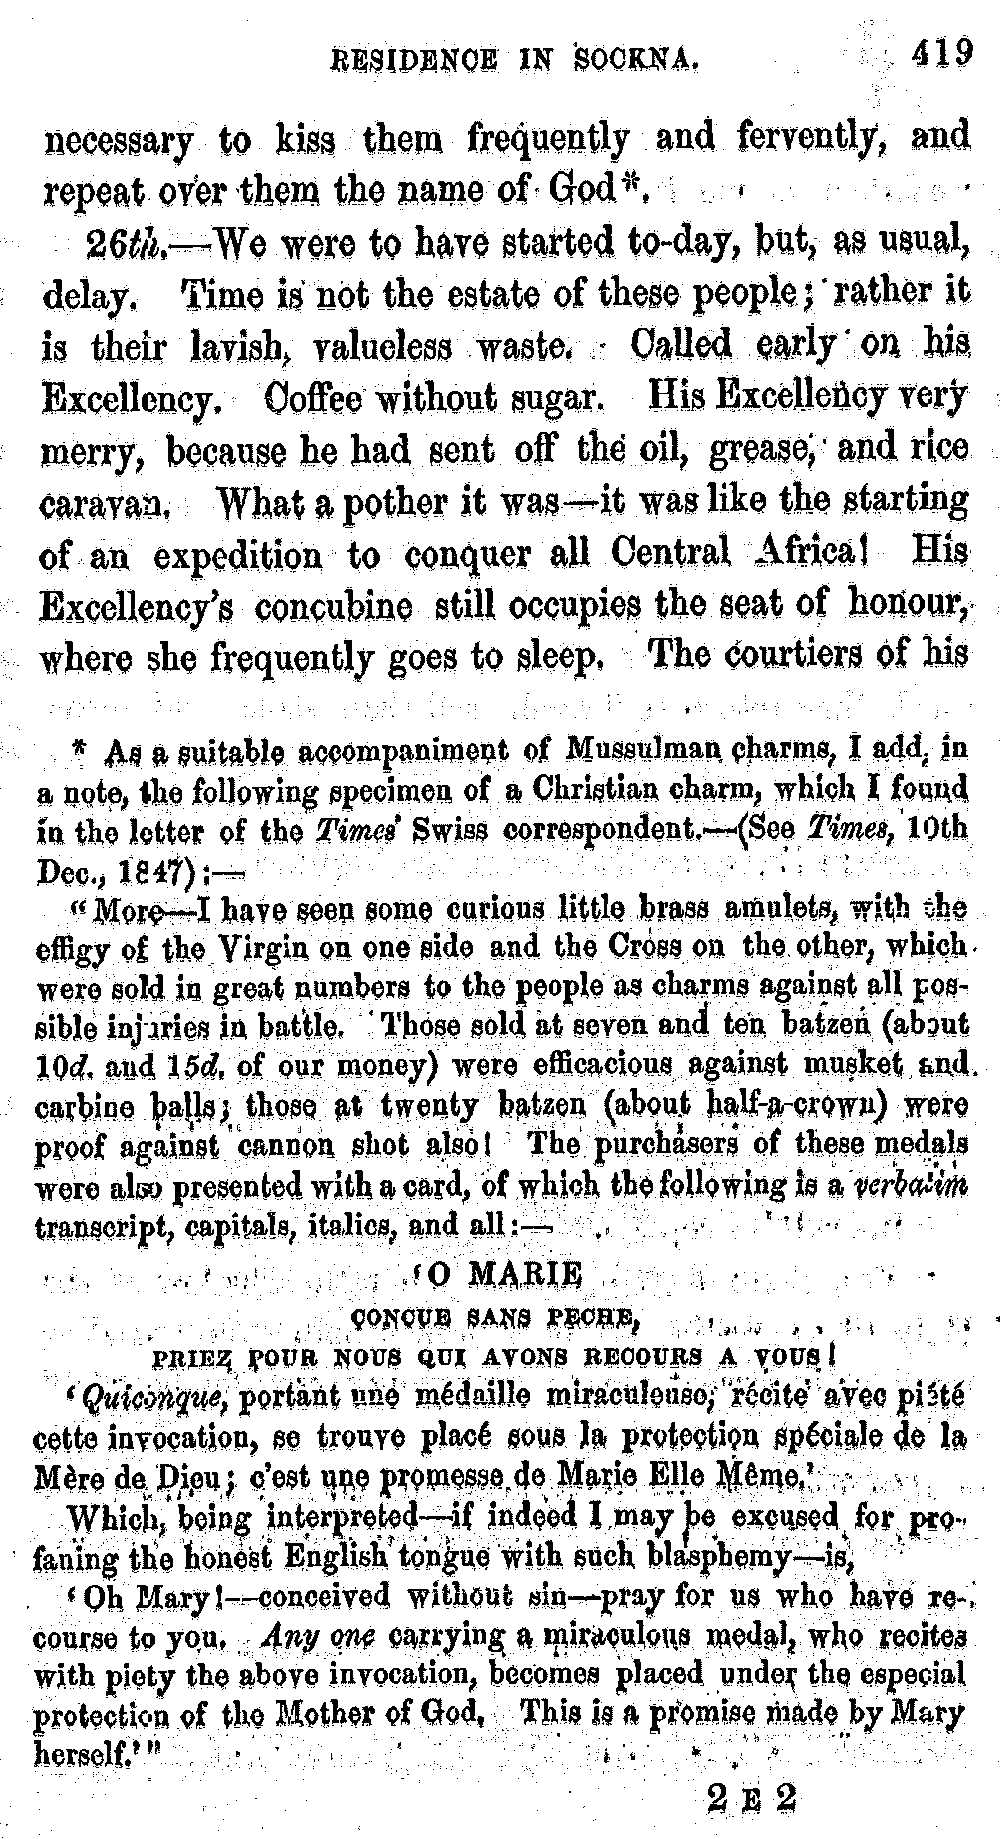 RESIDENCE IN SOCKNA. 419
necessary to kiss them frequently and fervently, and
repeat over them the name of God*.
26th.—We were to have started to-day, but, as usual,
delay. Time is not the estate of these people; rather it
is their lavish, valueless waste. Called early on his
Excellency. Coffee without sugar. His Excellency very
merry, because he had sent off the oil, grease, and rice
caravan. What a pother it was—it was like the starting
of an expedition to conquer all Central Africa! His
Excellency's concubine still occupies the seat of honour,
where she frequently goes to sleep. The courtiers of his
* As a suitable accompaniment of Mussulman charms, I add, in
a note, the following specimen of a Christian charm, which I found
in the letter of the Times' Swiss correspondent.—(See Times, 10th
Dec., 1847):—
"More—I have seen some curious little brass amulets, with the
effigy of the Virgin on one side and the Cross on the other, which
were sold in great numbers to the people as charms against all pos-
sible injuries in battle. Those sold at seven and ten batzen (about
10d. and 15d. of our money) were efficacious against musket and
carbine balls; those at twenty batzen (about half-a-crown) were
proof against cannon shot also! The purchasers of these medals
were also presented with a card, of which the following is a verbatim
transcript, capitals, italics, and all:—
'O MARIE
CONCUE SANS PECHE,
PRIEZ POUR NOUS QUI AVONS RECOURS A VOUS!
'Quiconque, portant une médaille miraculeuse, récite avec piété
cette invocation, se trouve placé sous la protection spéciale de la
Mère de Dieu; c'est une promesse de Marie Elle Même.'
Which, being interpreted—if indeed I may be excused for pro-
faning the honest English tongue with such blasphemy—is,
'Oh Mary!—conceived without sin—pray for us who have re-
course to you. Any one carrying a miraculous medal, who recites
with piety the above invocation, becomes placed under the especial
protection of the Mother of God. This is a promise made by Mary
herself.'"
2 E 2